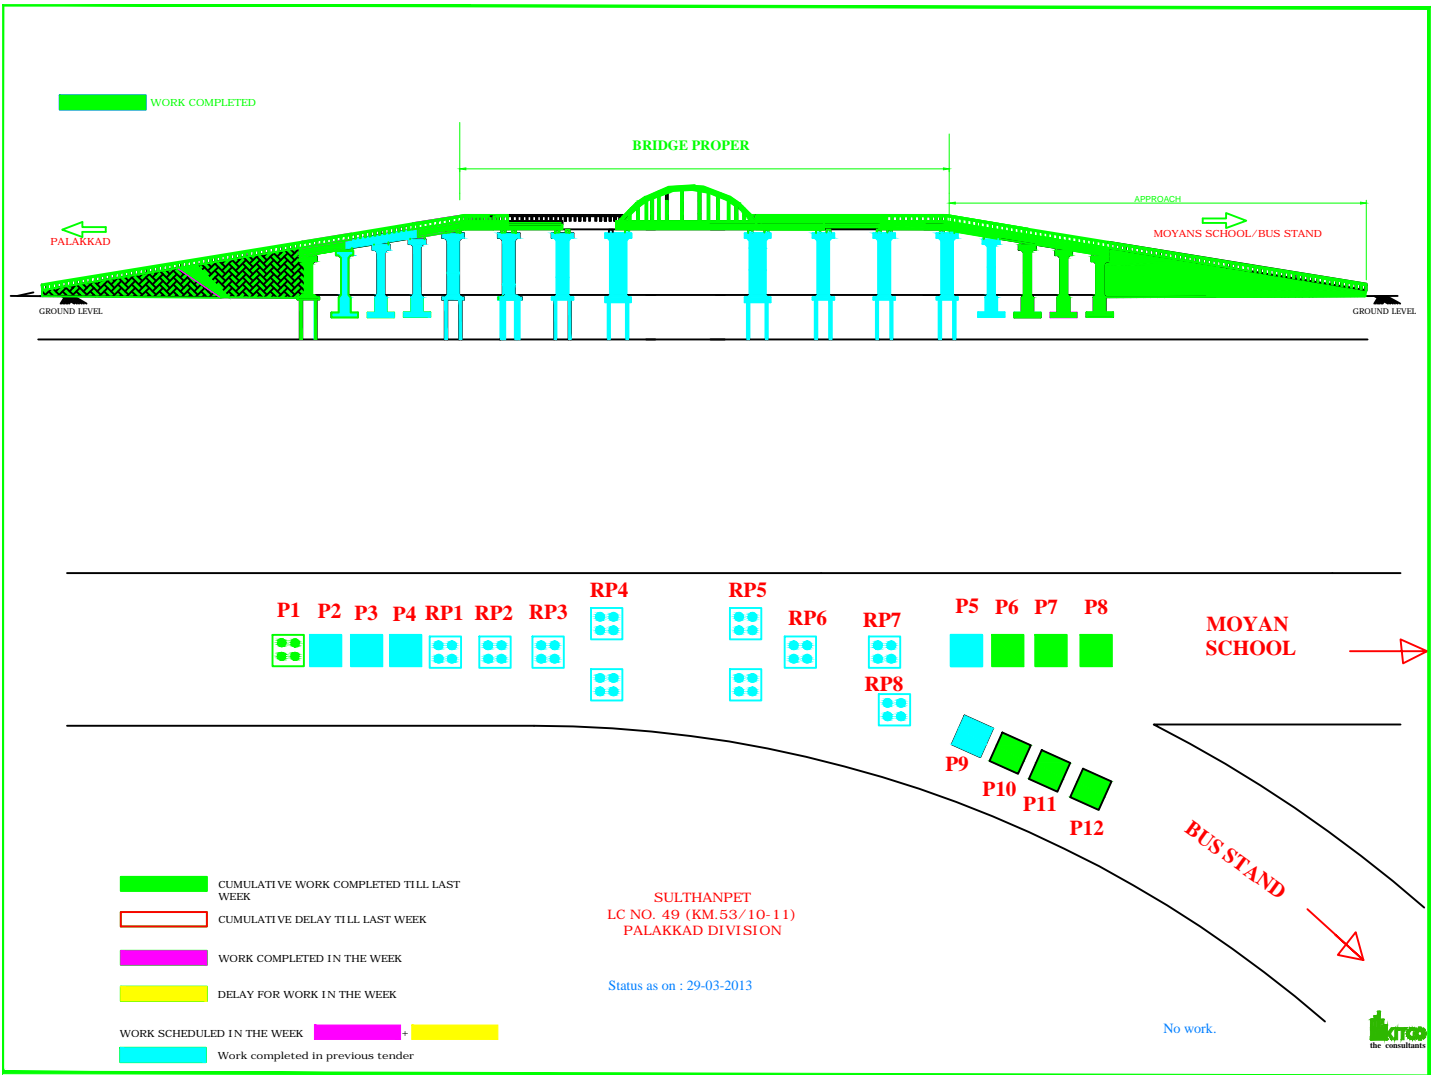 WORK COMPLETED
BRIDGE PROPER
APPROACH
PALAKKAD
MOYANS SCHOOL/BUS STAND
GROUND LEVEL
GROUND LEVEL
P1 P2 P3 P4 RP1 RP2 RP3 RP4 RP5 RP6 RP7 P5 P6 P7 P8
MOYAN
SCHOOL
RP8
P9
P10
P11
P12
BUS STAND
CUMULATIVE WORK COMPLETED TILL LAST
WEEK
CUMULATIVE DELAY TILL LAST WEEK
WORK COMPLETED IN THE WEEK
DELAY FOR WORK IN THE WEEK
WORK SCHEDULED IN THE WEEK +
Work completed in previous tender
SULTHANPET
LC NO. 49 (KM.53/10-11)
PALAKKAD DIVISION
Status as on : 29-03-2013
No work.
KITCO
the consultants